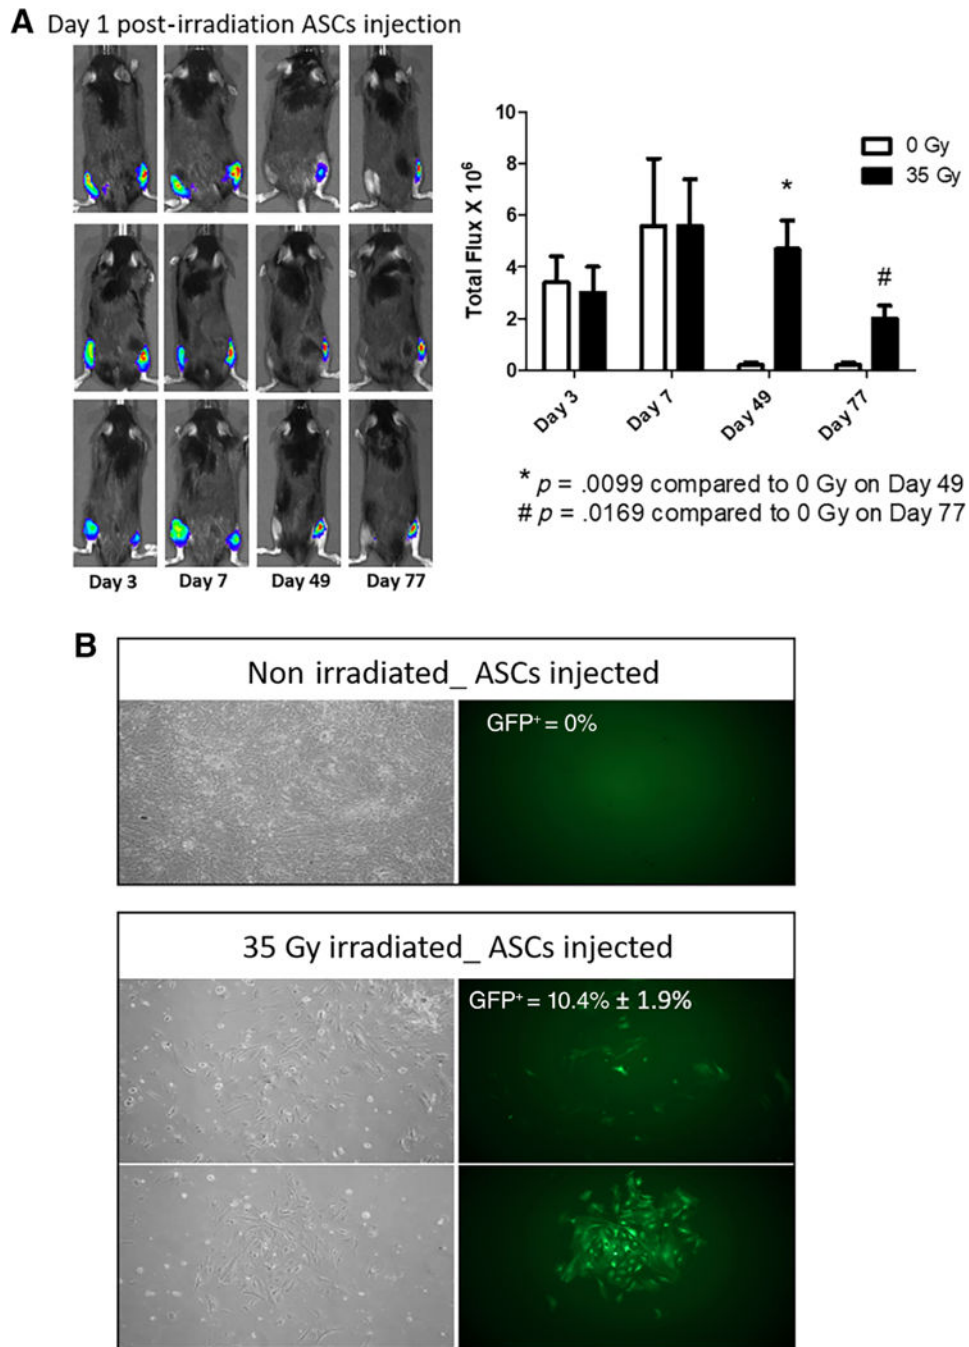 A Day 1 post-irradiation ASCs injection
Day 3 Day 7 Day 49 Day 77
Total Flux X 10⁶
10
8
6
4
2
0
0 Gy
35 Gy
*
#
Day 3 Day 7 Day 49 Day 77
* p = .0099 compared to 0 Gy on Day 49
# p = .0169 compared to 0 Gy on Day 77
B
Non irradiated_ ASCs injected
GFP⁺ = 0%
35 Gy irradiated_ ASCs injected
GFP⁺ = 10.4% ± 1.9%